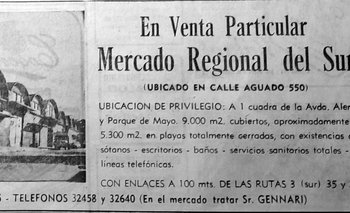 En Venta Particular
Mercado Regional del Sur
(UBICADO EN CALLE AGUADO 550)
UBICACION DE PRIVILEGIO: A 1 cuadra de la Avda. Alem
y Parque de Mayo. 9.000 m2. cubiertos, aproximadamente
5.300 m2. en playas totalmente cerradas, con existencias d
sótanos - escritorios - baños - servicios sanitarios totales -
líneas telefónicas.
CON ENLACES A 100 mts. DE LAS RUTAS 3 (sur) 35 y
S - TELEFONOS 32458 y 32640 (En el mercado tratar Sr. GENNARI)